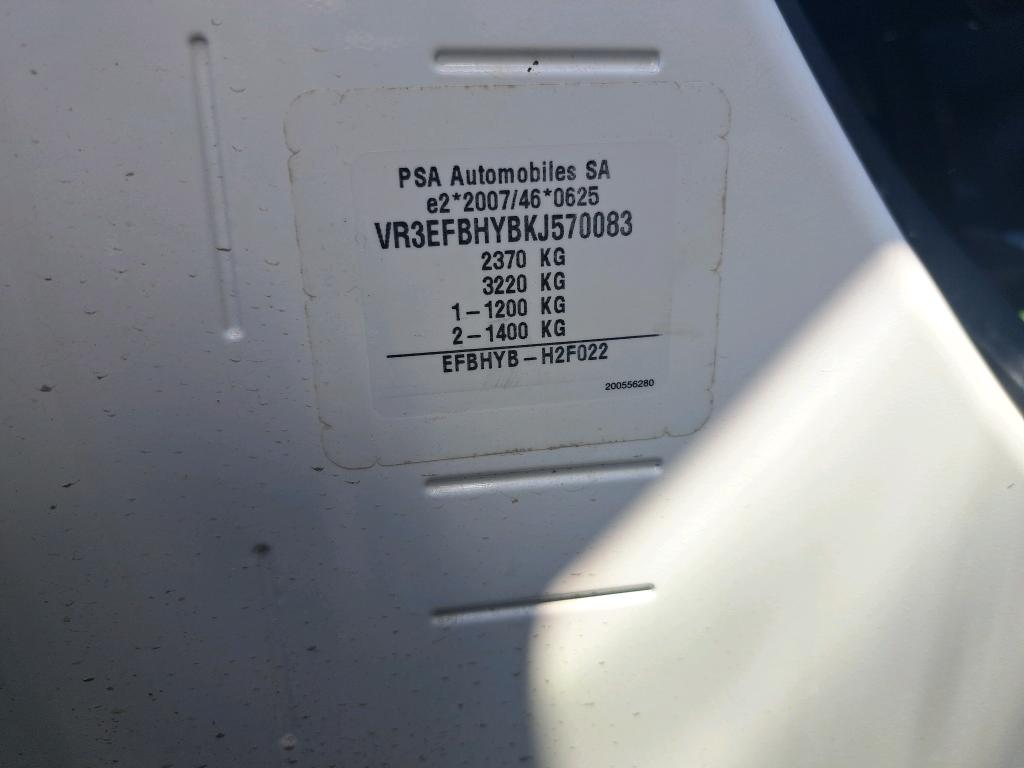 PSA Automobiles SA
e2*2007/46*0625
VR3EFBHYBKJ570083
2370 KG
3220 KG
1-1200 KG
2-1400 KG
EFBHYB-H2F022
200556280